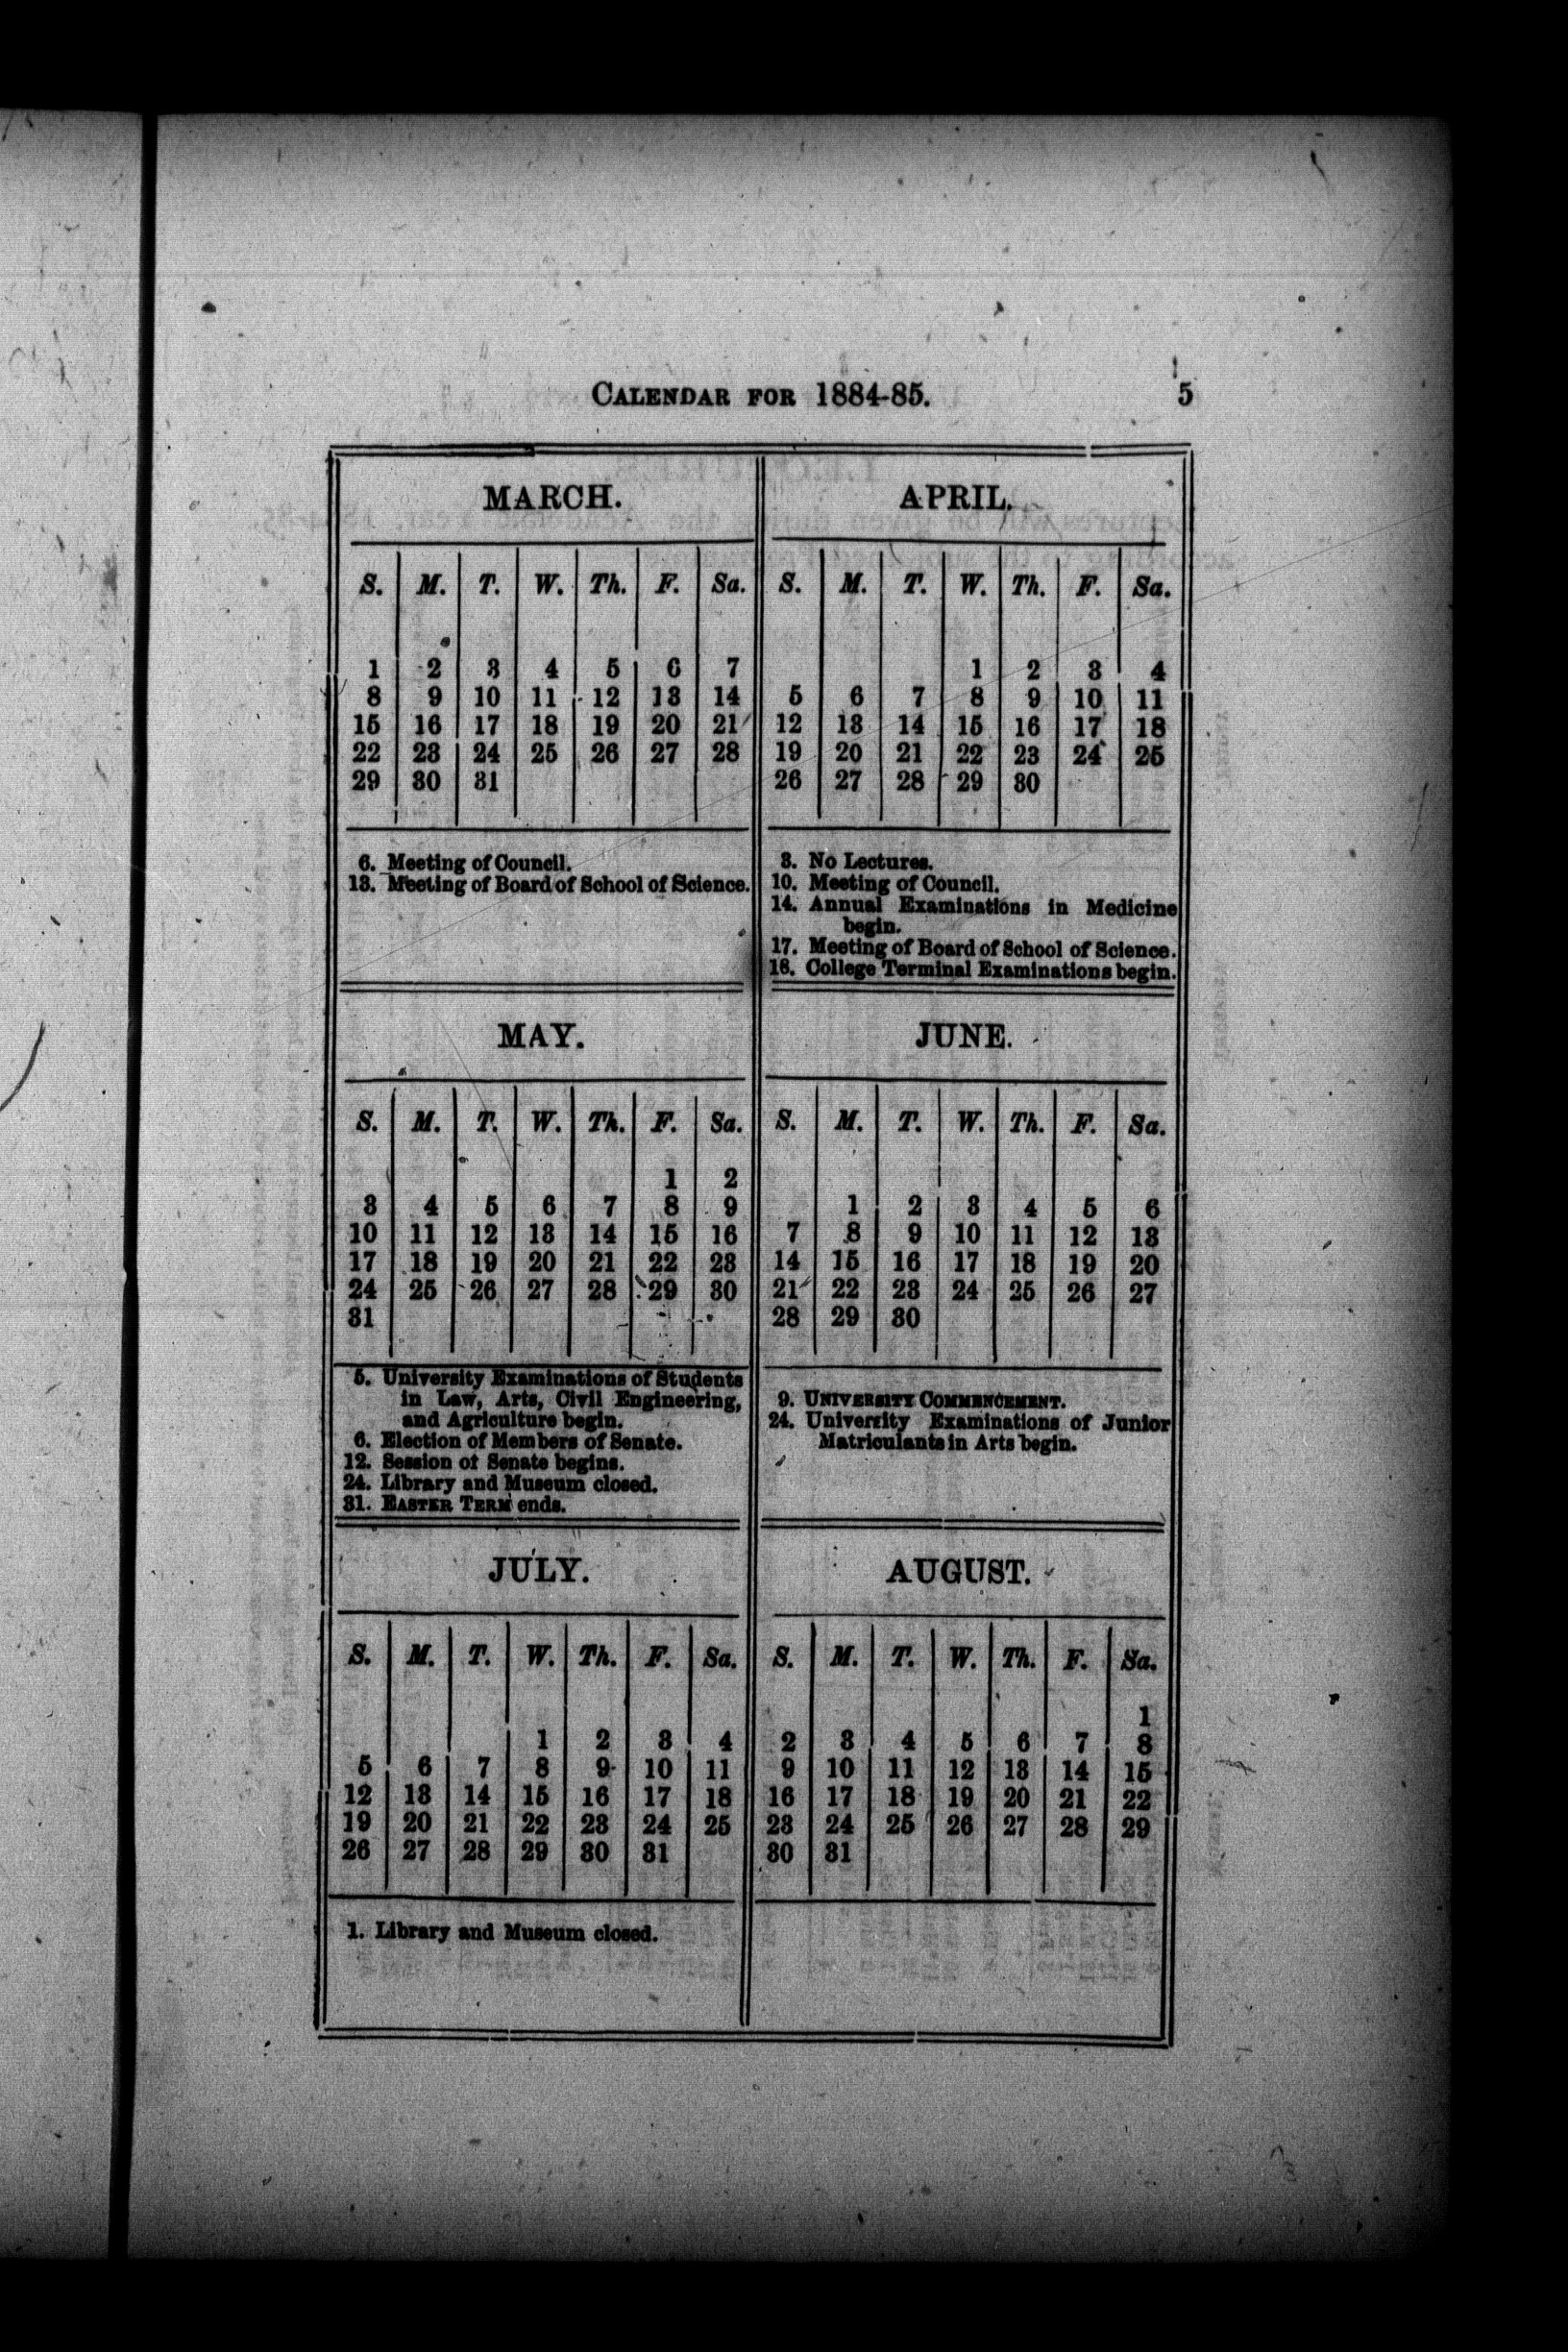 CALENDAR FOR 1884-85. 5
MARCH.
S. M. T. W. Th. F. Sa.
1 2 3 4 5 6 7
8 9 10 11 12 13 14
15 16 17 18 19 20 21
22 23 24 25 26 27 28
29 30 31
6. Meeting of Council.
13. Meeting of Board of School of Science.
APRIL.
S. M. T. W. Th. F. Sa.
1 2 3 4
5 6 7 8 9 10 11
12 13 14 15 16 17 18
19 20 21 22 23 24 25
26 27 28 29 30
3. No Lectures.
10. Meeting of Council.
14. Annual Examinations in Medicine
begin.
17. Meeting of Board of School of Science.
18. College Terminal Examinations begin.
MAY.
S. M. T. W. Th. F. Sa.
1 2
3 4 5 6 7 8 9
10 11 12 13 14 15 16
17 18 19 20 21 22 23
24 25 26 27 28 29 30
31
5. University Examinations of Students
in Law, Arts, Civil Engineering,
and Agriculture begin.
6. Election of Members of Senate.
12. Session of Senate begins.
24. Library and Museum closed.
31. EASTER TERM ends.
JUNE.
S. M. T. W. Th. F. Sa.
1 2 3 4 5 6
7 8 9 10 11 12 13
14 15 16 17 18 19 20
21 22 23 24 25 26 27
28 29 30
9. UNIVERSITY COMMENCEMENT.
24. University Examinations of Junior
Matriculants in Arts begin.
JULY.
S. M. T. W. Th. F. Sa.
1 2 3 4
5 6 7 8 9 10 11
12 13 14 15 16 17 18
19 20 21 22 23 24 25
26 27 28 29 30 31
1. Library and Museum closed.
AUGUST.
S. M. T. W. Th. F. Sa.
1
2 3 4 5 6 7 8
9 10 11 12 13 14 15
16 17 18 19 20 21 22
23 24 25 26 27 28 29
30 31